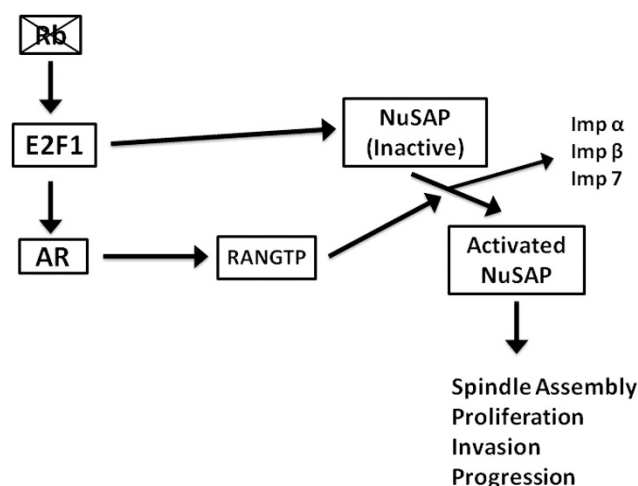 Rb
E2F1
NuSAP
(Inactive)
Imp α
Imp β
Imp 7
AR
RANGTP
Activated
NuSAP
Spindle Assembly
Proliferation
Invasion
Progression